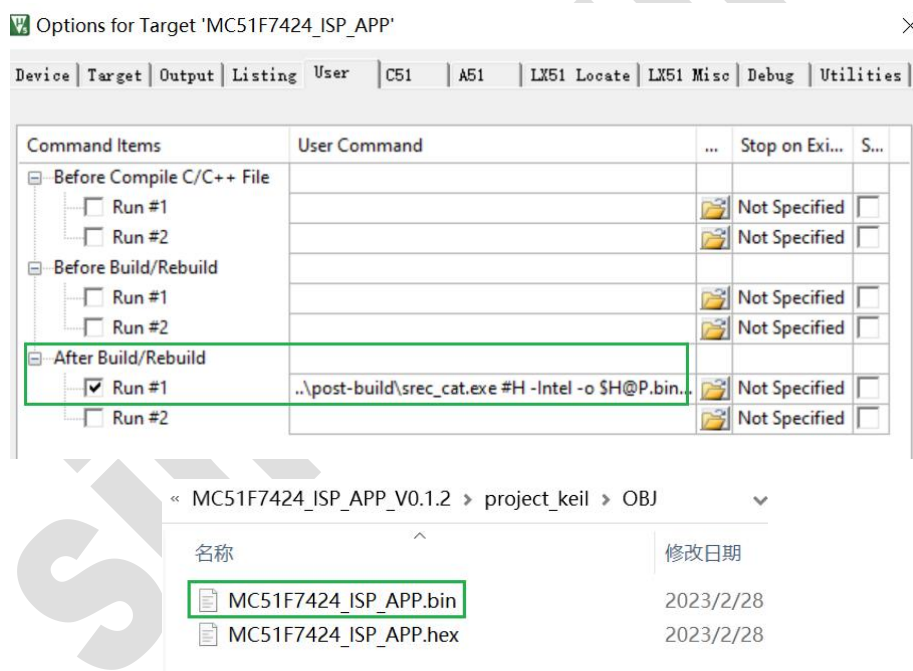 Options for Target 'MC51F7424_ISP_APP'
Device Target Output Listing User C51 A51 LX51 Locate LX51 Misc Debug Utilities
Command Items User Command ... Stop on Exi... S...
Before Compile C/C++ File
Run #1 Not Specified
Run #2 Not Specified
Before Build/Rebuild
Run #1 Not Specified
Run #2 Not Specified
After Build/Rebuild
Run #1 ..\post-build\srec_cat.exe #H -Intel -o $H@P.bin... Not Specified
Run #2 Not Specified
« MC51F7424_ISP_APP_V0.1.2 > project_keil > OBJ
名称 修改日期
MC51F7424_ISP_APP.bin 2023/2/28
MC51F7424_ISP_APP.hex 2023/2/28